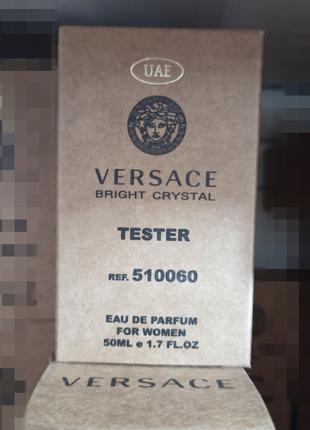 UAE
VERSACE
BRIGHT CRYSTAL
TESTER
REF. 510060
EAU DE PARFUM
FOR WOMEN
50ML e 1.7 FL.OZ
VERSACE